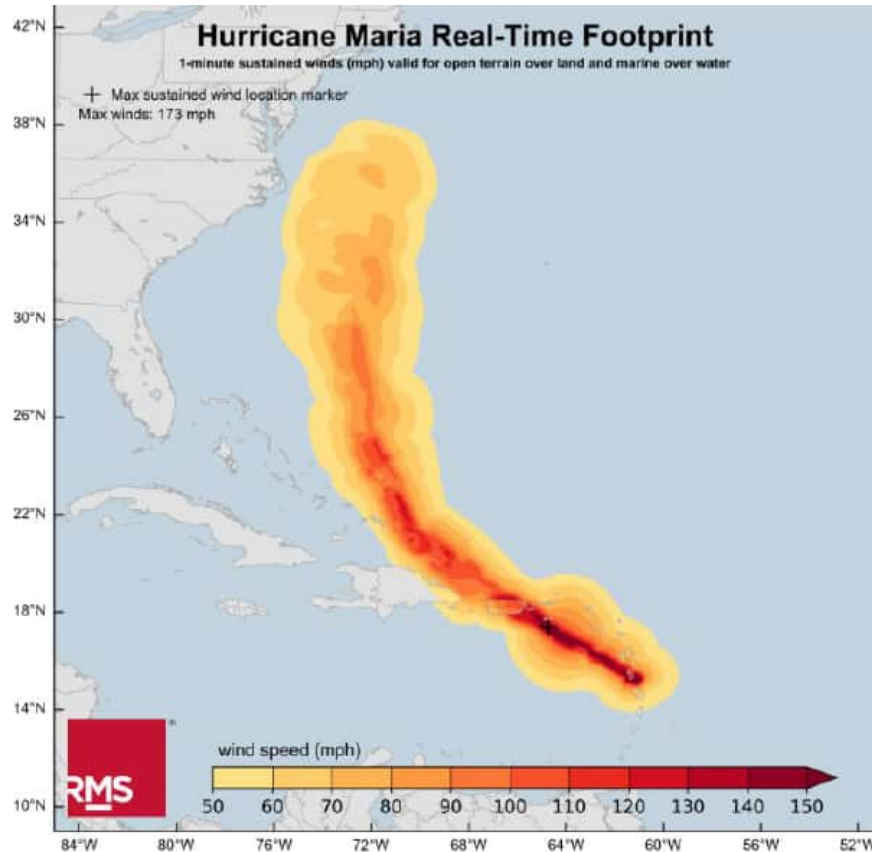 Hurricane Maria Real-Time Footprint
1-minute sustained winds (mph) valid for open terrain over land and marine over water
+ Max sustained wind location marker
Max winds: 173 mph
42°N
38°N
34°N
30°N
26°N
22°N
18°N
14°N
10°N
RMS
®
wind speed (mph)
50 60 70 80 90 100 110 120 130 140 150
84°W 80°W 76°W 72°W 68°W 64°W 60°W 56°W 52°W